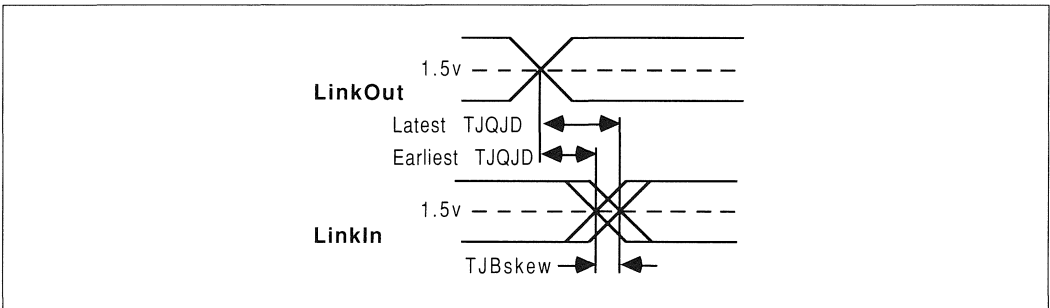 1.5v
LinkOut
Latest TJQJD
Earliest TJQJD
1.5v
LinkIn
TJBskew